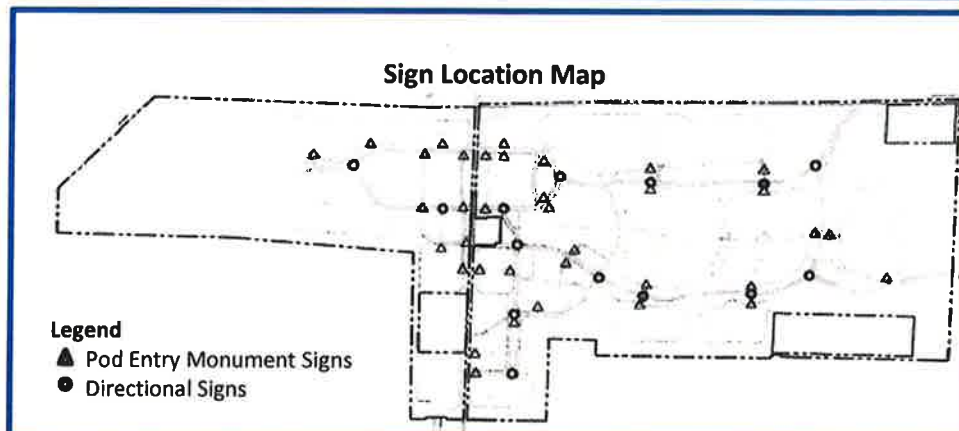 Sign Location Map
Legend
Pod Entry Monument Signs
Directional Signs